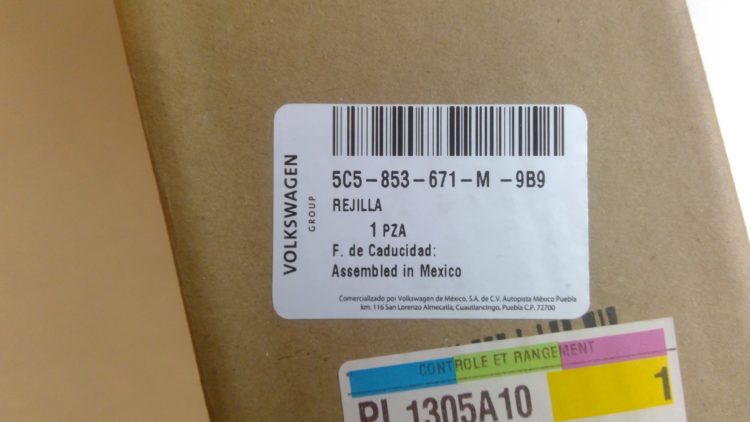 VOLKSWAGEN
GROUP
5C5-853-671-M -9B9
REJILLA
1 PZA
F. de Caducidad:
Assembled in Mexico
Comercializado por Volkswagen de México, S.A. de C.V. Autopista México Puebla
km. 116 San Lorenzo Almecatla, Cuautlancingo, Puebla C.P. 72700
CONTROLE ET RANGEMENT
PL 1305A10
1